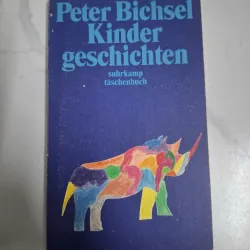 Peter Bichsel
Kinder
geschichten
suhrkamp
taschenbuch